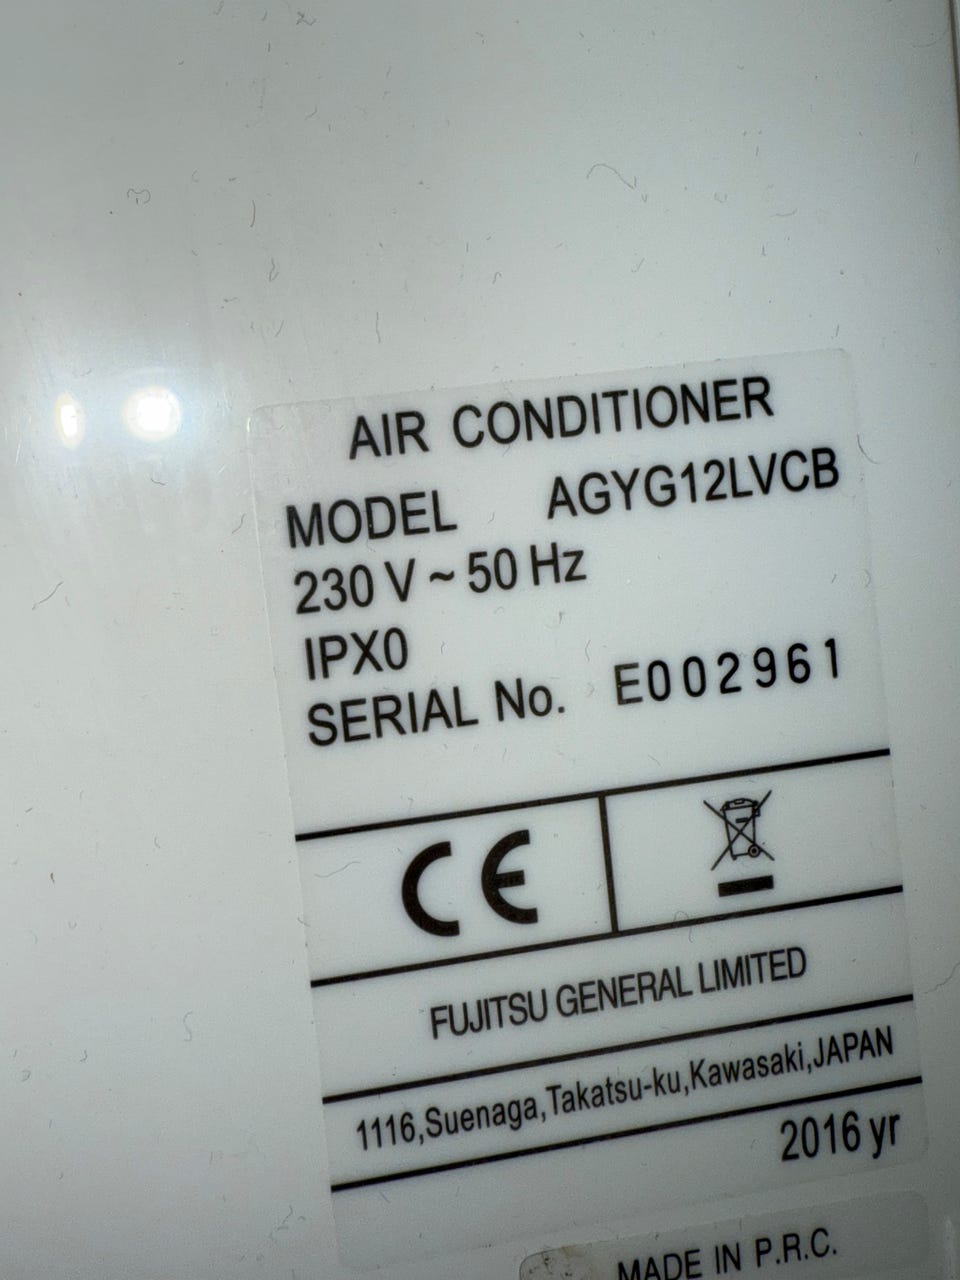 AIR CONDITIONER
MODEL AGYG12LVCB
230 V ~ 50 Hz
IPX0
SERIAL No. E002961
CE
FUJITSU GENERAL LIMITED
1116,Suenaga,Takatsu-ku,Kawasaki,JAPAN
2016 yr
MADE IN P.R.C.